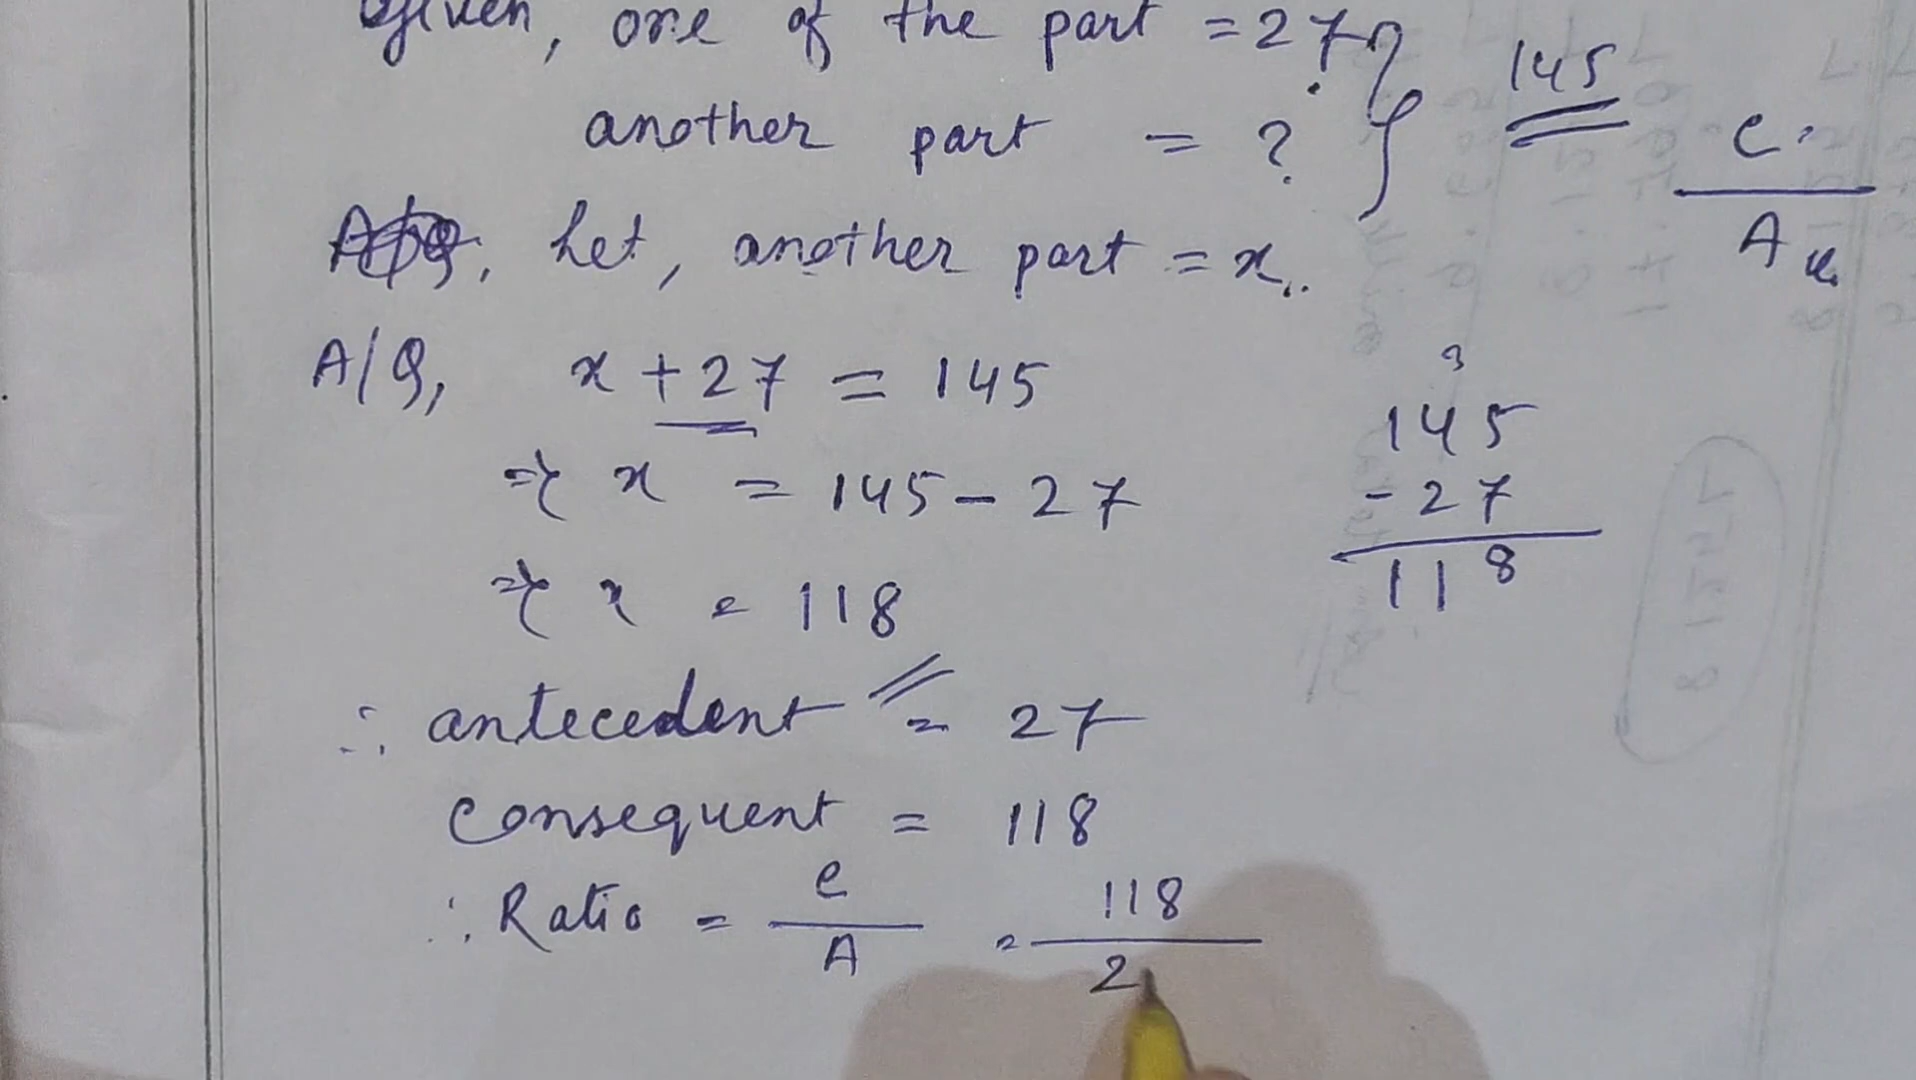 Given, one of the part = 27
145
another part = ?
C
A
Let, another part = x
A/Q, x + 27 = 145
3
145
- 27
118
⇒ x = 145 - 27
⇒ x = 118
∴ antecedent = 27
Consequent = 118
∴ Ratio = C/A = 118/2